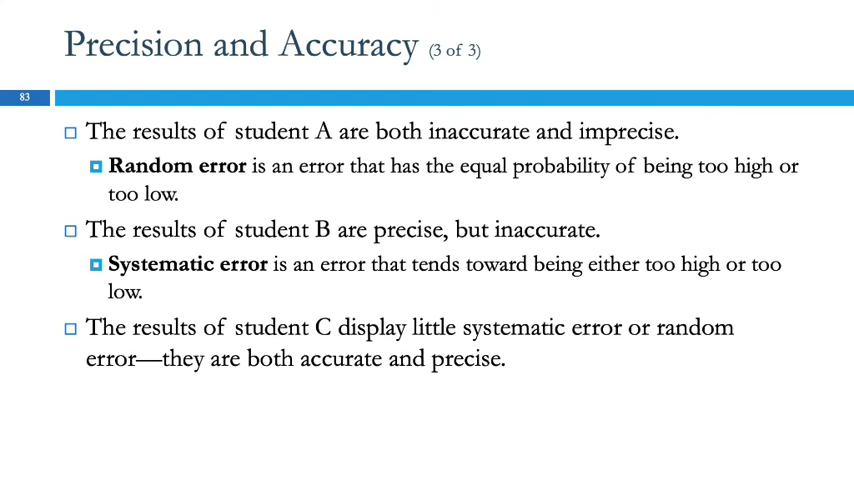 Precision and Accuracy (3 of 3)
83
The results of student A are both inaccurate and imprecise.
Random error is an error that has the equal probability of being too high or
too low.
The results of student B are precise, but inaccurate.
Systematic error is an error that tends toward being either too high or too
low.
The results of student C display little systematic error or random
error—they are both accurate and precise.